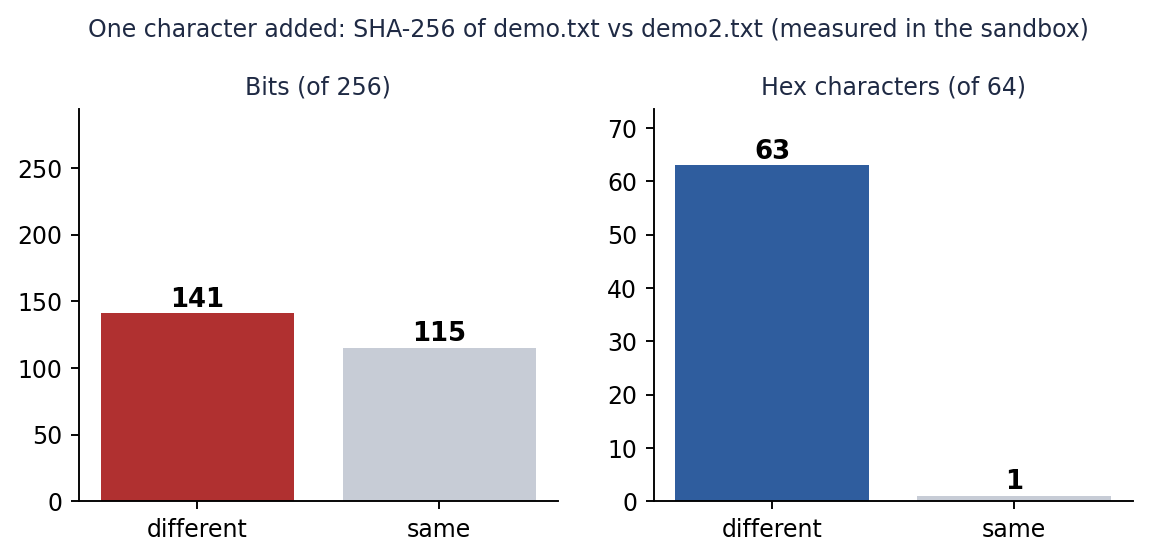 One character added: SHA-256 of demo.txt vs demo2.txt (measured in the sandbox)
Bits (of 256)
250
200
150
100
50
0
141
115
different
same
Hex characters (of 64)
70
60
50
40
30
20
10
0
63
1
different
same